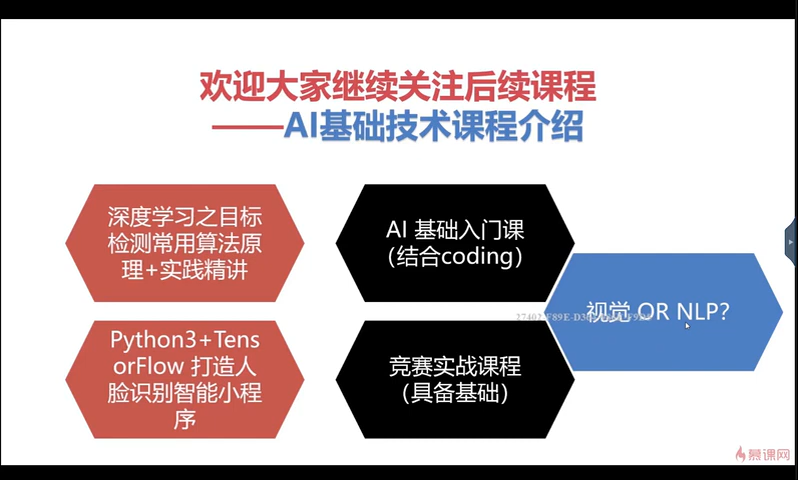 欢迎大家继续关注后续课程
——AI基础技术课程介绍
深度学习之目标
检测常用算法原
理+实践精讲
AI 基础入门课
（结合coding）
视觉 OR NLP？
Python3+Tens
orFlow 打造人
脸识别智能小程
序
竞赛实战课程
（具备基础）
慕课网